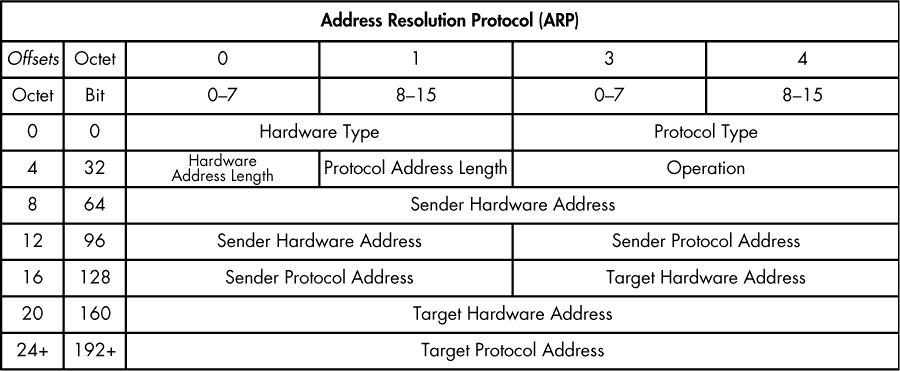 Address Resolution Protocol (ARP)
Offsets Octet 0 1 3 4
Octet Bit 0–7 8–15 0–7 8–15
0 0 Hardware Type Protocol Type
4 32 Hardware Address Length Protocol Address Length Operation
8 64 Sender Hardware Address
12 96 Sender Hardware Address Sender Protocol Address
16 128 Sender Protocol Address Target Hardware Address
20 160 Target Hardware Address
24+ 192+ Target Protocol Address